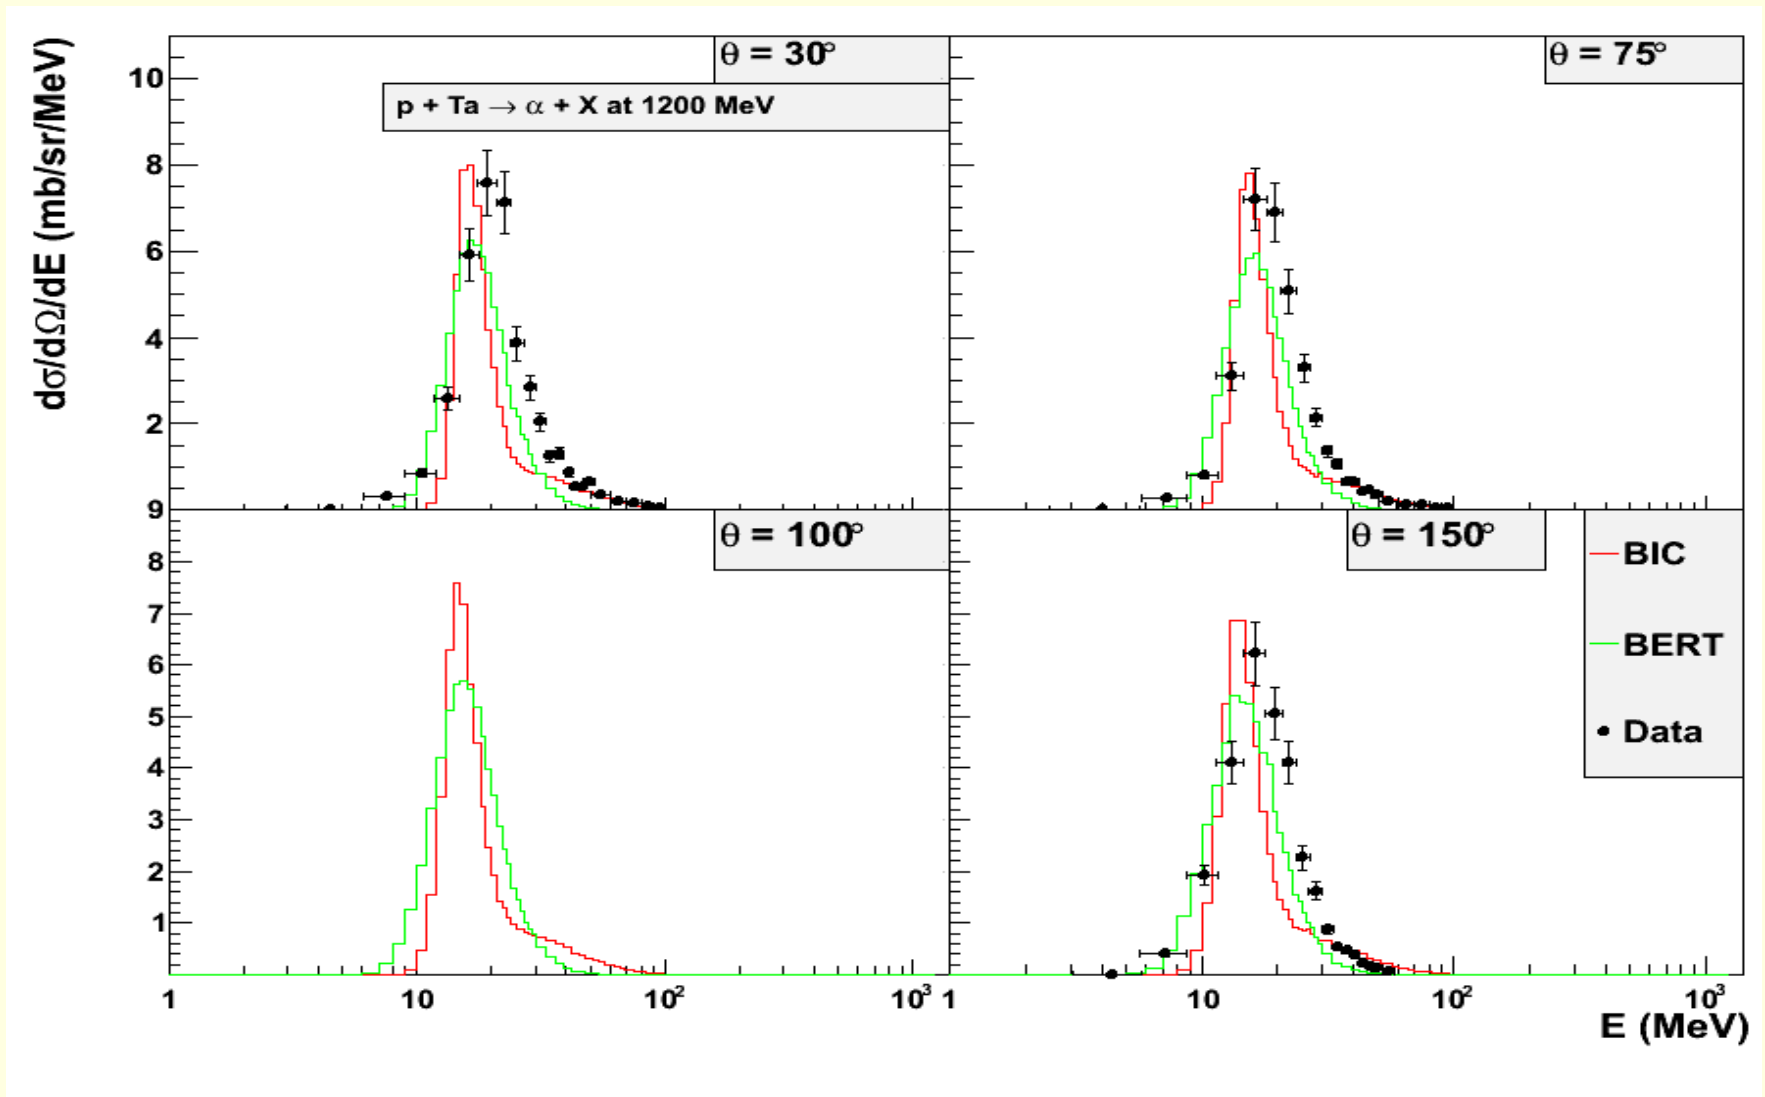 dσ/dΩ/dE (mb/sr/MeV)
θ = 30°
θ = 75°
p + Ta → α + X at 1200 MeV
10
8
6
4
2
9
θ = 100°
θ = 150°
8
7
6
5
4
3
2
1
BIC
BERT
Data
1 10 10² 10³ 1 10 10² 10³
E (MeV)